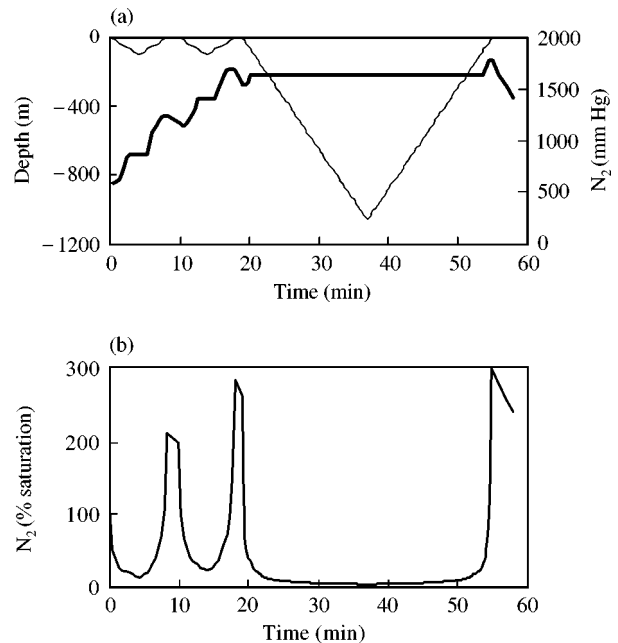 (a)
0
−400
−800
−1200
Depth (m)
2000
1500
1000
500
0
N₂ (mm Hg)
0 10 20 30 40 50 60
Time (min)
(b)
300
200
100
0
N₂ (% saturation)
0 10 20 30 40 50 60
Time (min)